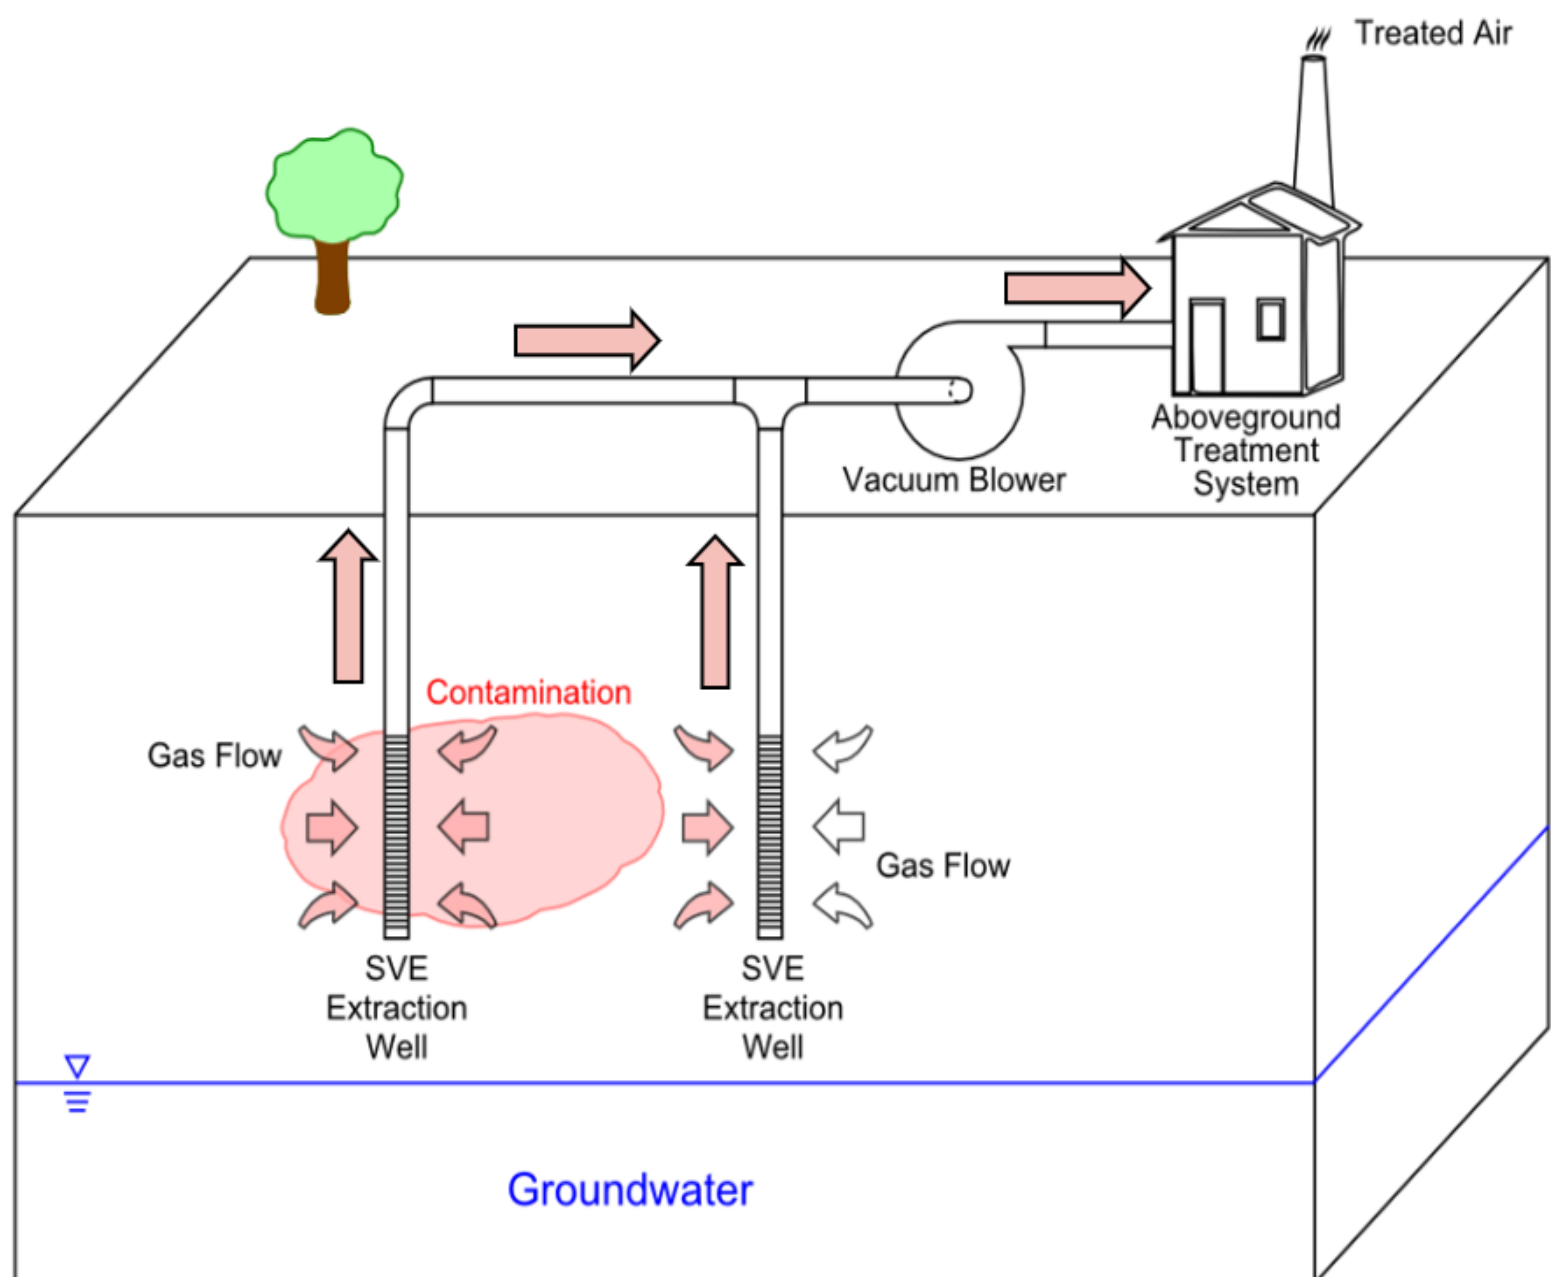 Treated Air
Aboveground
Treatment
System
Vacuum Blower
Contamination
Gas Flow
Gas Flow
SVE
Extraction
Well
SVE
Extraction
Well
Groundwater